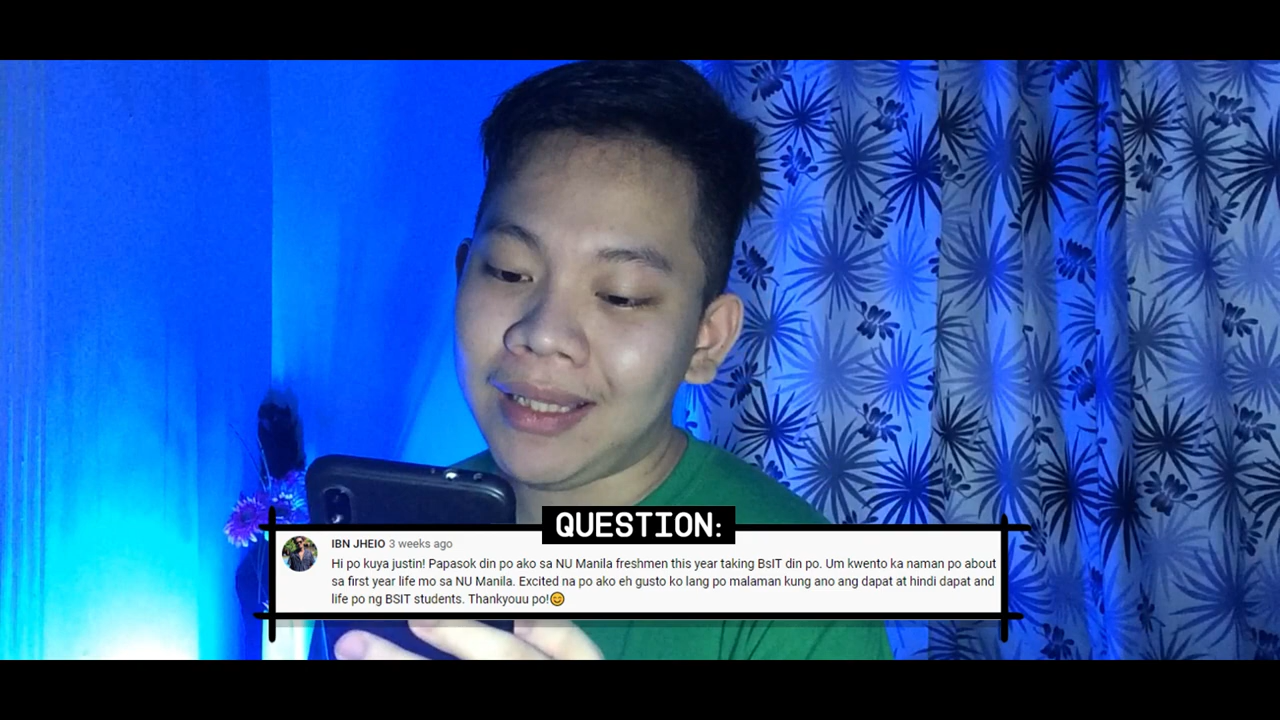 QUESTION:
IBN JHEIO 3 weeks ago
Hi po kuya justin! Papasok din po ako sa NU Manila freshmen this year taking BsIT din po. Um kwento ka naman po about
sa first year life mo sa NU Manila. Excited na po ako eh gusto ko lang po malaman kung ano ang dapat at hindi dapat and
life po ng BSIT students. Thankyouu po!😊